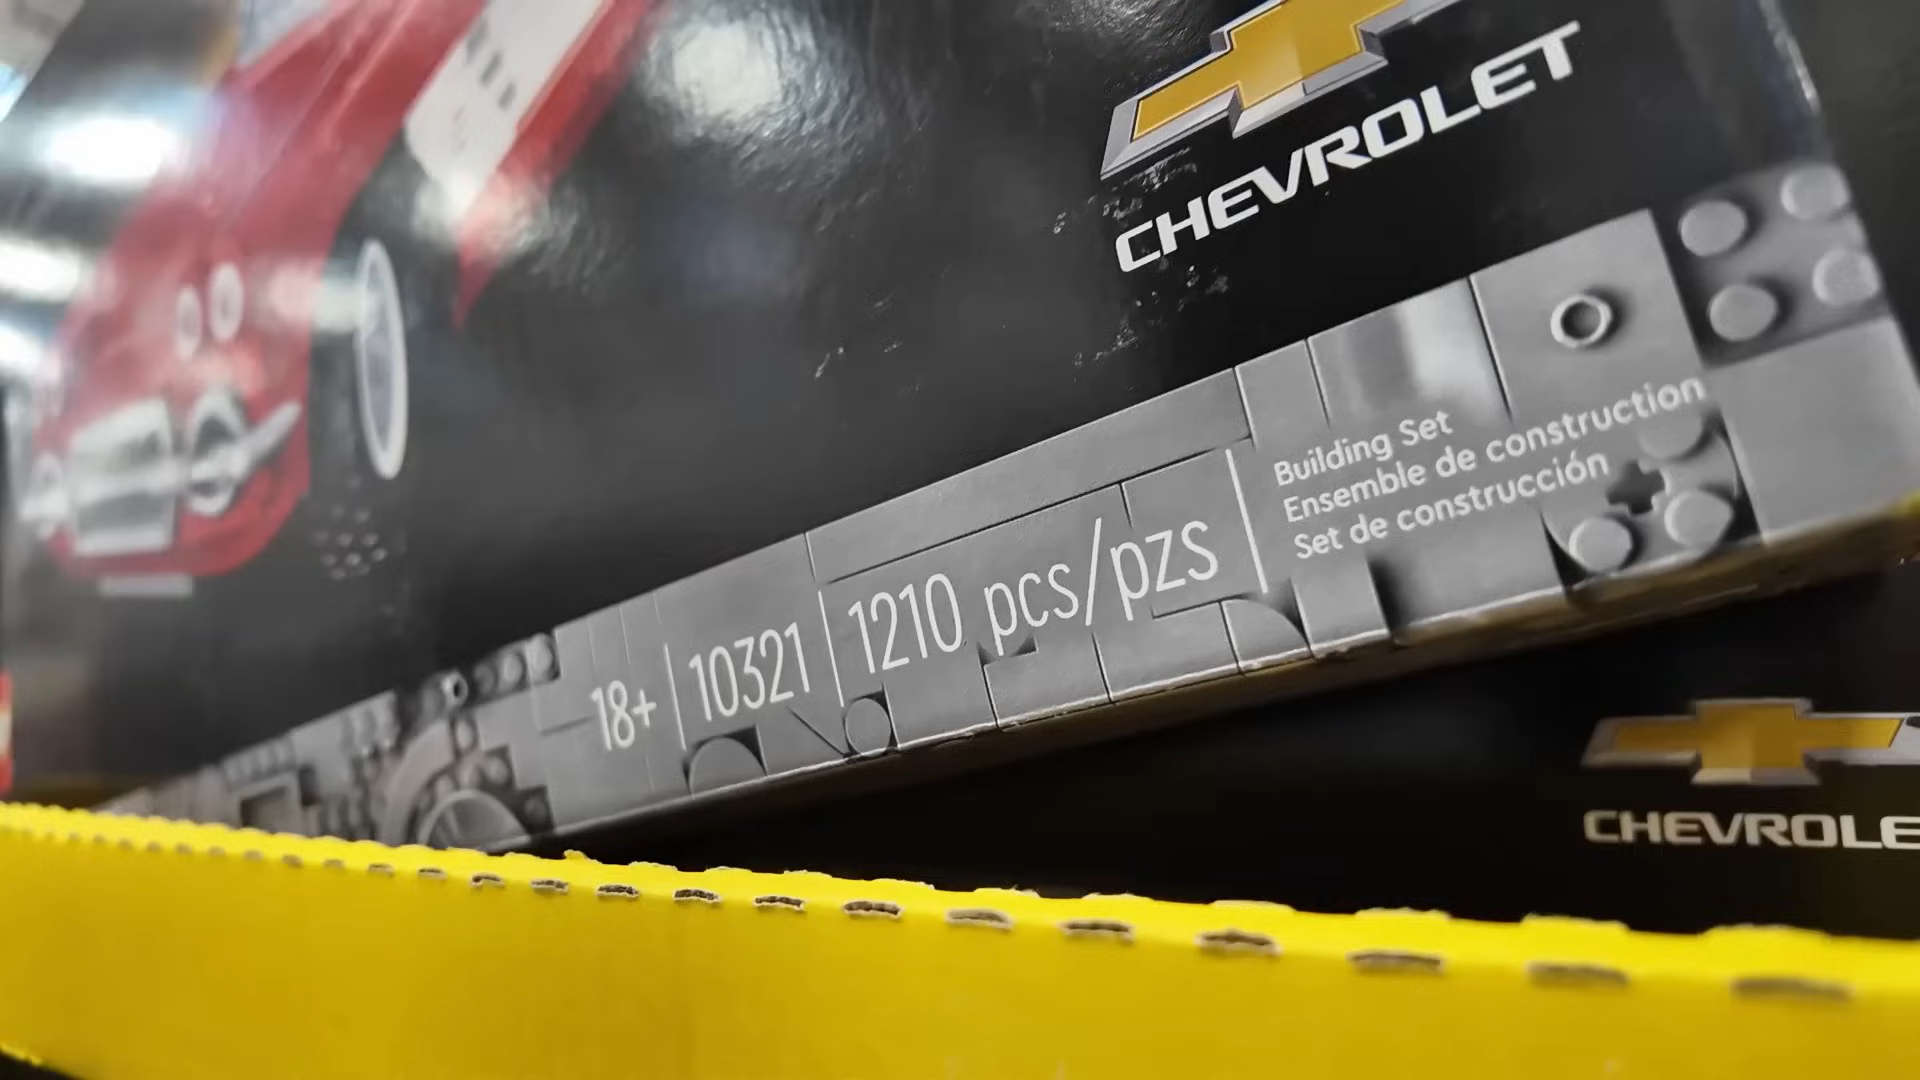 CHEVROLET
18+ | 10321 | 1210 pcs/pzs
Building Set
Ensemble de construction
Set de construcción
CHEVROLE